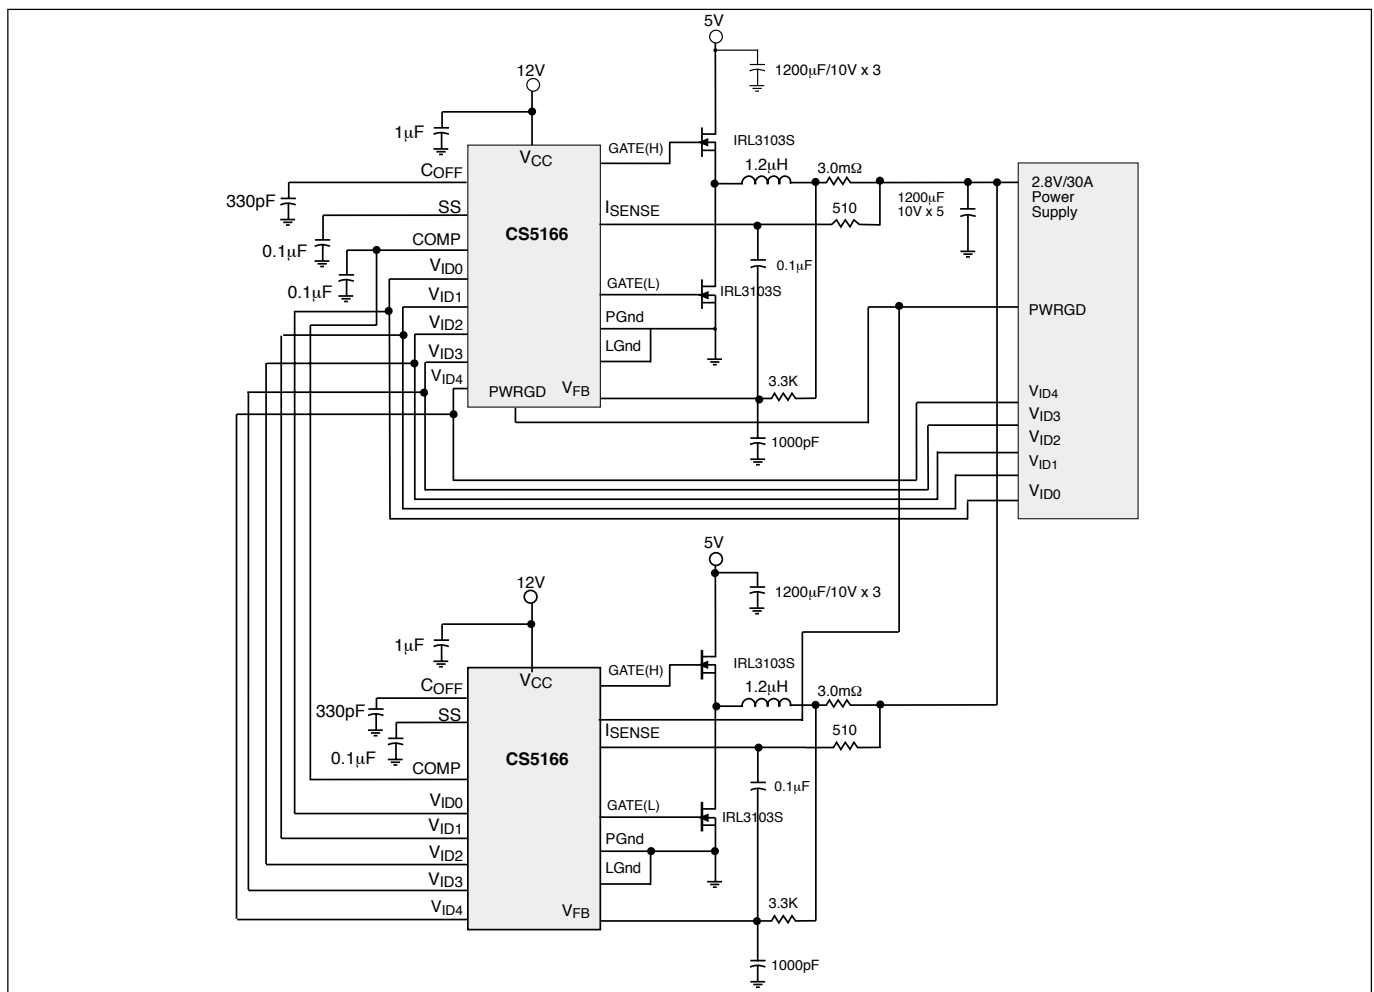 5V
1200µF/10V x 3
12V
1µF
VCC
GATE(H)
IRL3103S
COFF
330pF
SS
0.1µF
COMP
0.1µF
VID0
VID1
VID2
VID3
VID4
CS5166
PWRGD
VFB
ISENSE
GATE(L)
PGnd
LGnd
1.2µH
3.0mΩ
510
0.1µF
IRL3103S
3.3K
1000pF
1200µF
10V x 5
2.8V/30A
Power
Supply
PWRGD
VID4
VID3
VID2
VID1
VID0
5V
1200µF/10V x 3
12V
1µF
VCC
GATE(H)
IRL3103S
COFF
330pF
SS
0.1µF
COMP
VID0
VID1
VID2
VID3
VID4
CS5166
VFB
ISENSE
GATE(L)
PGnd
LGnd
1.2µH
3.0mΩ
510
0.1µF
IRL3103S
3.3K
1000pF